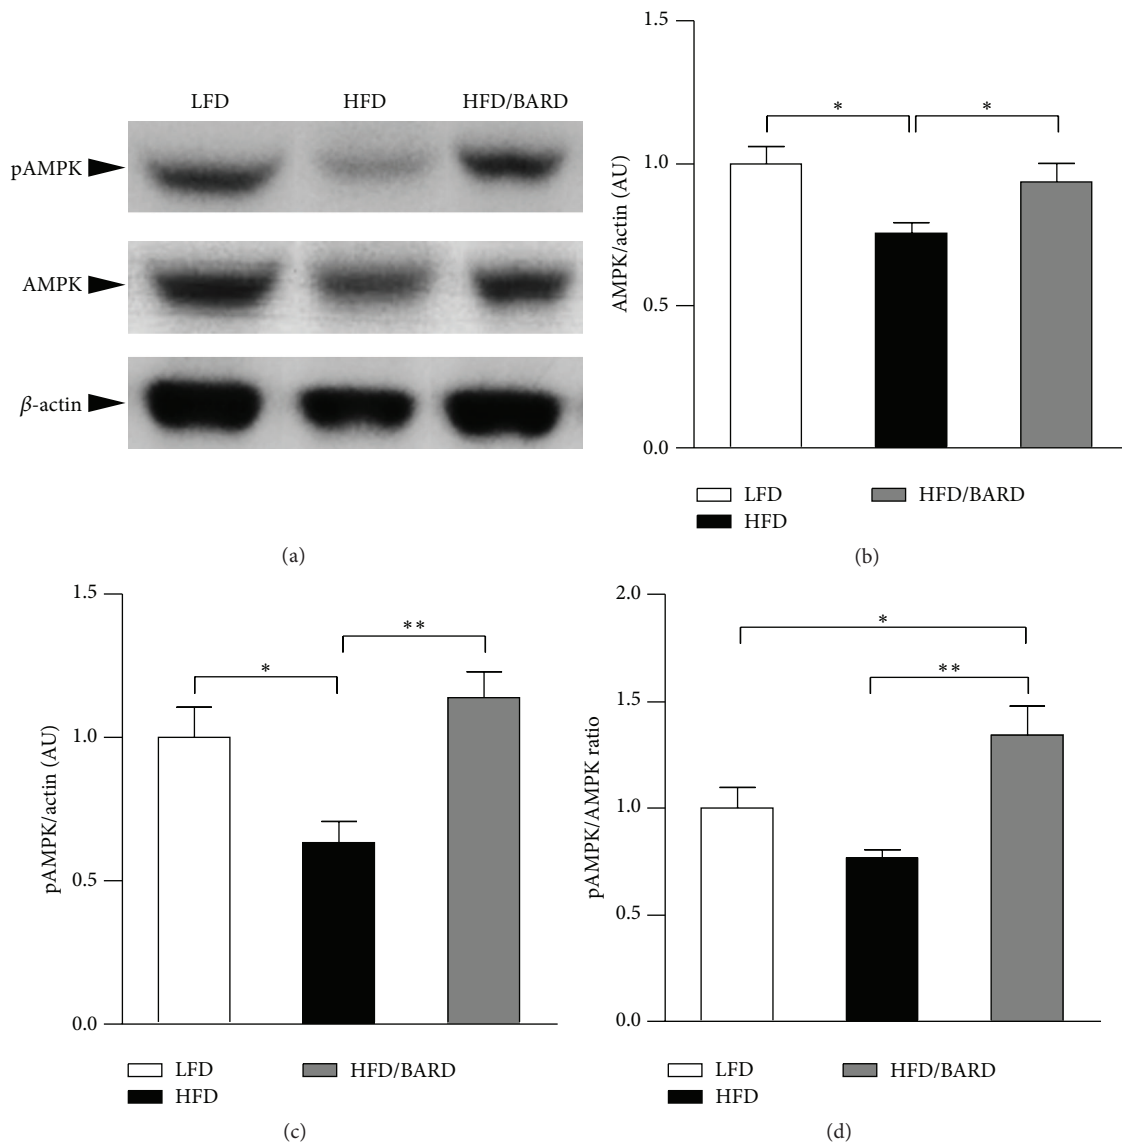 LFD HFD HFD/BARD
pAMPK
AMPK
β-actin
(a)
1.5
1.0
0.5
0.0
AMPK/actin (AU)
* *
LFD HFD/BARD
HFD
(b)
1.5
1.0
0.5
0.0
pAMPK/actin (AU)
**
*
LFD HFD/BARD
HFD
(c)
2.0
1.5
1.0
0.5
0.0
pAMPK/AMPK ratio
*
**
LFD HFD/BARD
HFD
(d)